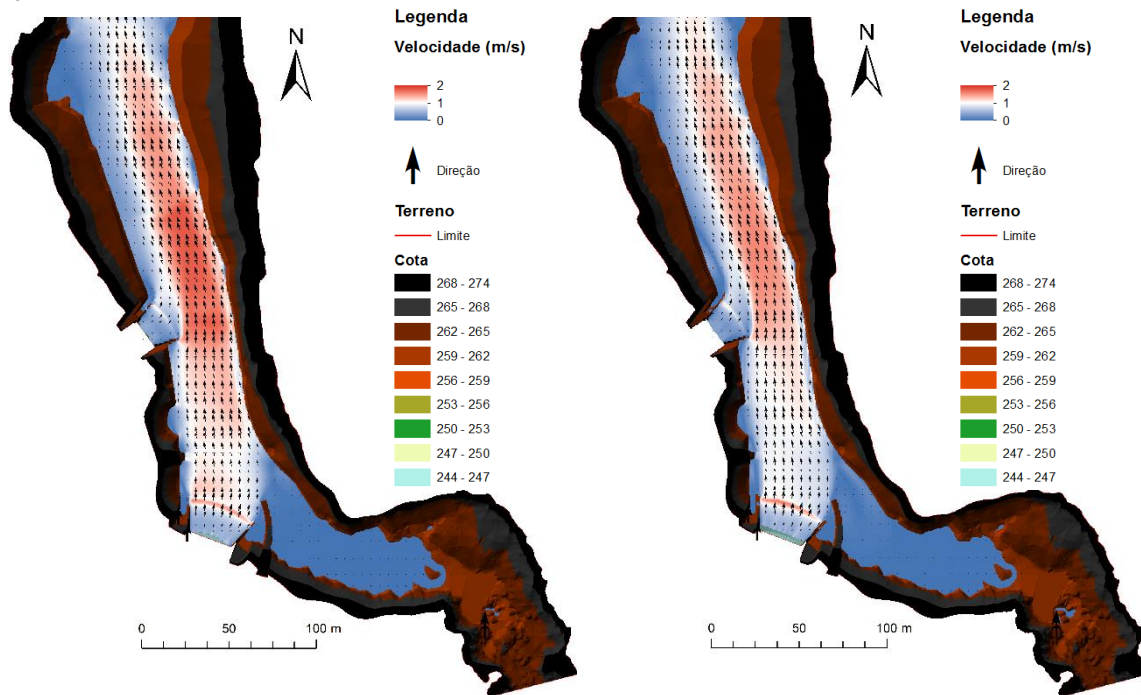 Legenda
Velocidade (m/s)
N
2
1
0
Direção
Terreno
Limite
Cota
268 - 274
265 - 268
262 - 265
259 - 262
256 - 259
253 - 256
250 - 253
247 - 250
244 - 247
0 50 100 m
Legenda
Velocidade (m/s)
N
2
1
0
Direção
Terreno
Limite
Cota
268 - 274
265 - 268
262 - 265
259 - 262
256 - 259
253 - 256
250 - 253
247 - 250
244 - 247
0 50 100 m